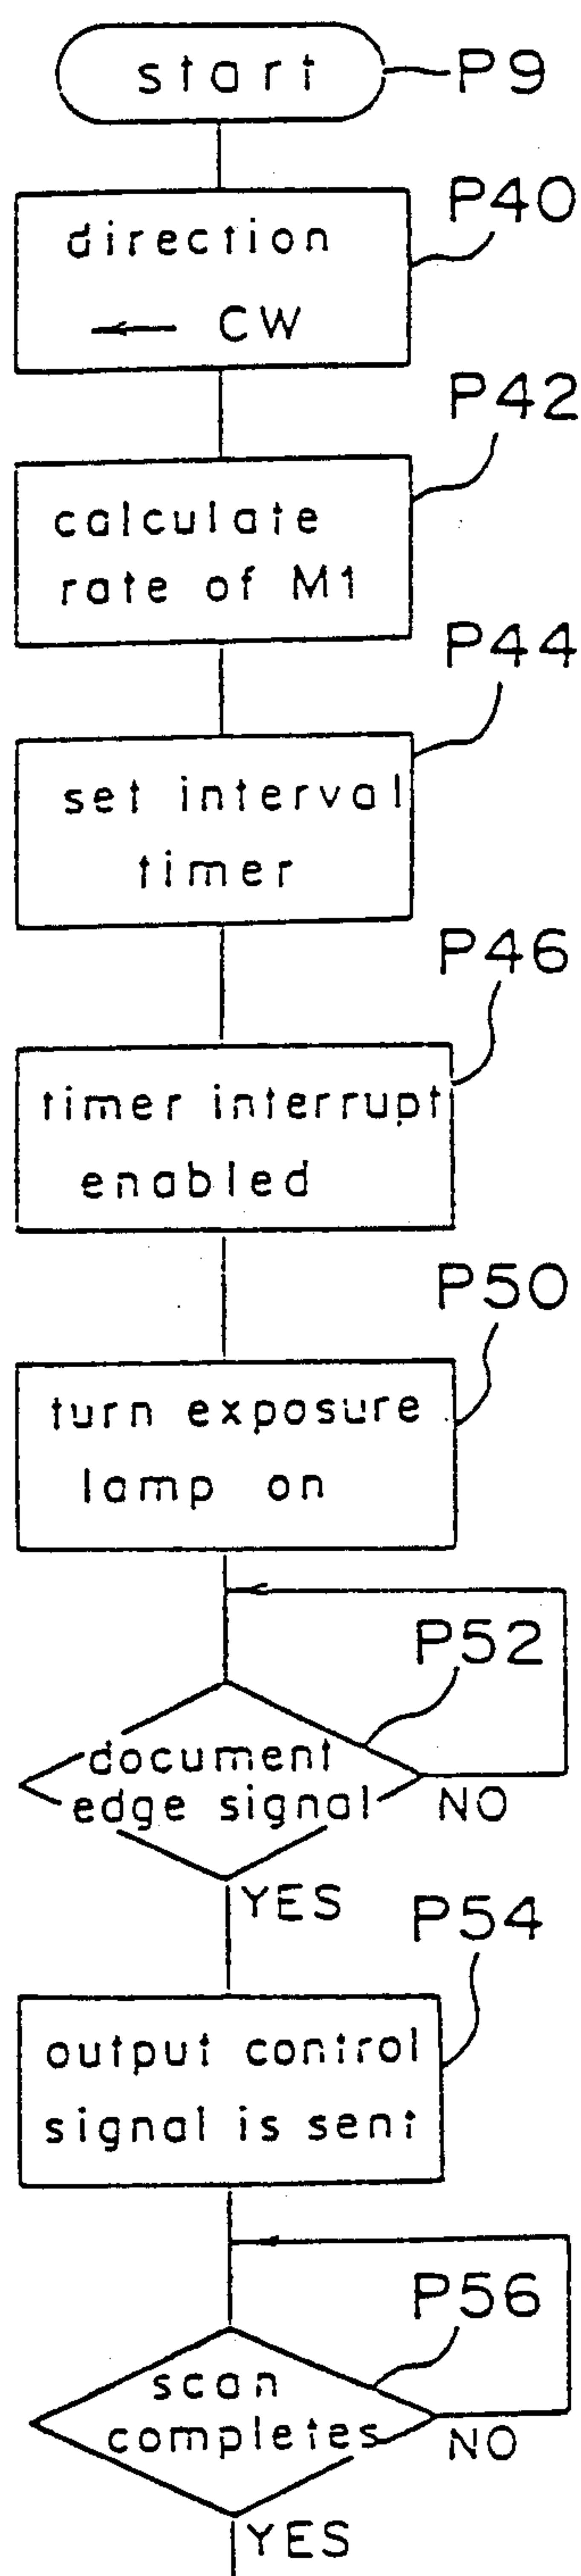 start
P9
P40
direction
← CW
P42
calculate
rate of M1
P44
set interval
timer
P46
timer interrupt
enabled
P50
turn exposure
lamp on
P52
document
edge signal
NO
YES
P54
output control
signal is sent
P56
scan
completes
NO
YES